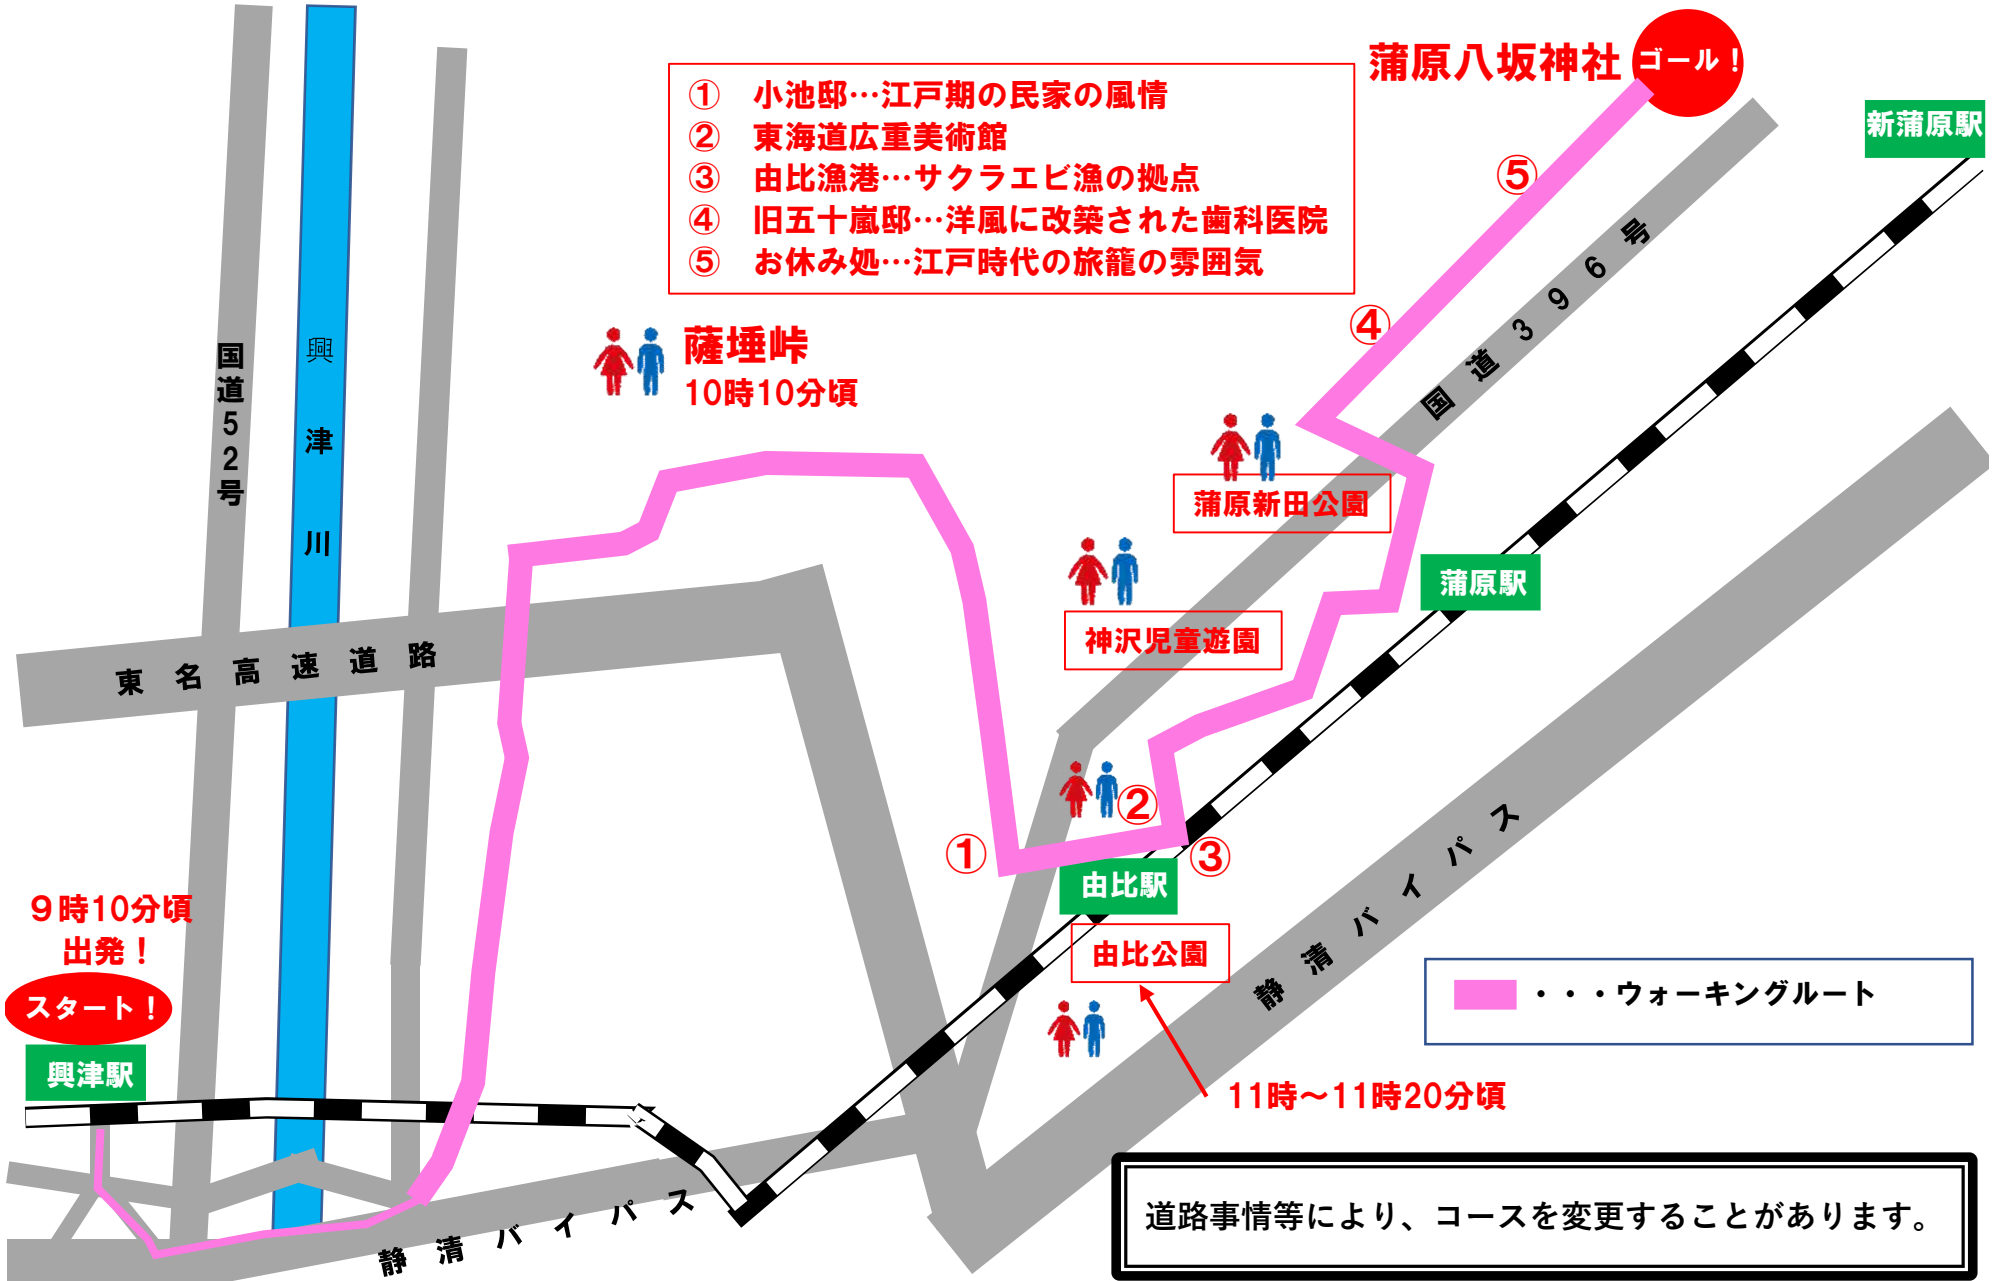 蒲原八坂神社
ゴール！
新蒲原駅
① 小池邸…江戸期の民家の風情
② 東海道広重美術館
③ 由比漁港…サクラエビ漁の拠点
④ 旧五十嵐邸…洋風に改築された歯科医院
⑤ お休み処…江戸時代の旅籠の雰囲気
⑤
④
国道３９６号
薩埵峠
10時10分頃
国道５２号
興津川
蒲原新田公園
蒲原駅
神沢児童遊園
東名高速道路
②
①
③
由比駅
由比公園
静清バイパス
９時10分頃
出発！
スタート！
興津駅
・・・ウォーキングルート
11時～11時20分頃
静清バイパス
道路事情等により、コースを変更することがあります。